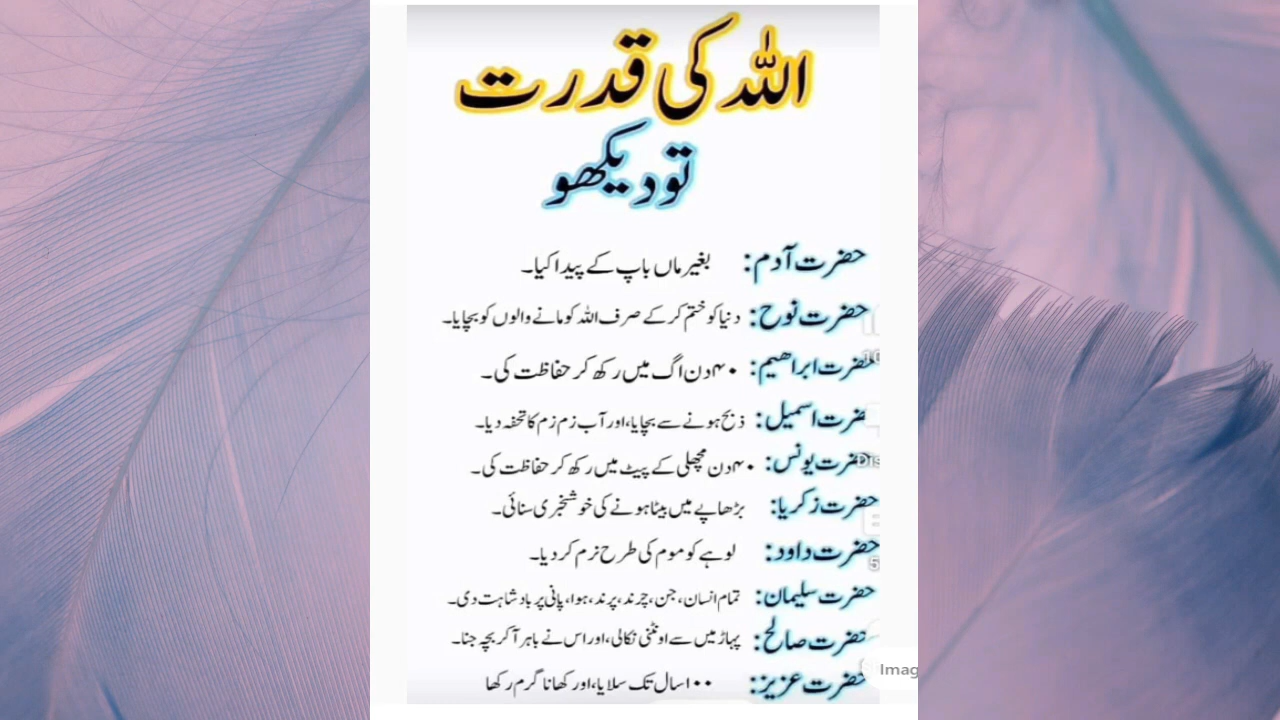 اللہ کی قدرت
تو دیکھو
حضرت آدم: بغیر ماں باپ کے پیدا کیا۔
حضرت نوح: دنیا کو ختم کر کے صرف اللہ کو ماننے والوں کو بچایا۔
حضرت ابراھیم: ۴۰ دن اگ میں رکھ کر حفاظت کی۔
حضرت اسمٰیل: ذبح ہونے سے بچایا، اور آب زم زم کا تحفہ دیا۔
حضرت یونس: ۴۰ دن مچھلی کے پیٹ میں رکھ کر حفاظت کی۔
حضرت زکریا: بڑھاپے میں بیٹا ہونے کی خوشخبری سنائی۔
حضرت داود: لوہے کو موم کی طرح نرم کر دیا۔
حضرت سلیمان: تمام انسان، جن، چرند، پرند، ہوا، پانی پر بادشاہت دی۔
حضرت صالح: پہاڑ میں سے اونٹنی نکالی، اور اس نے باہر آ کر بچہ جنا۔
Imag
حضرت عزیز: ۱۰۰ سال تک سلایا، اور کھانا گرم رکھا